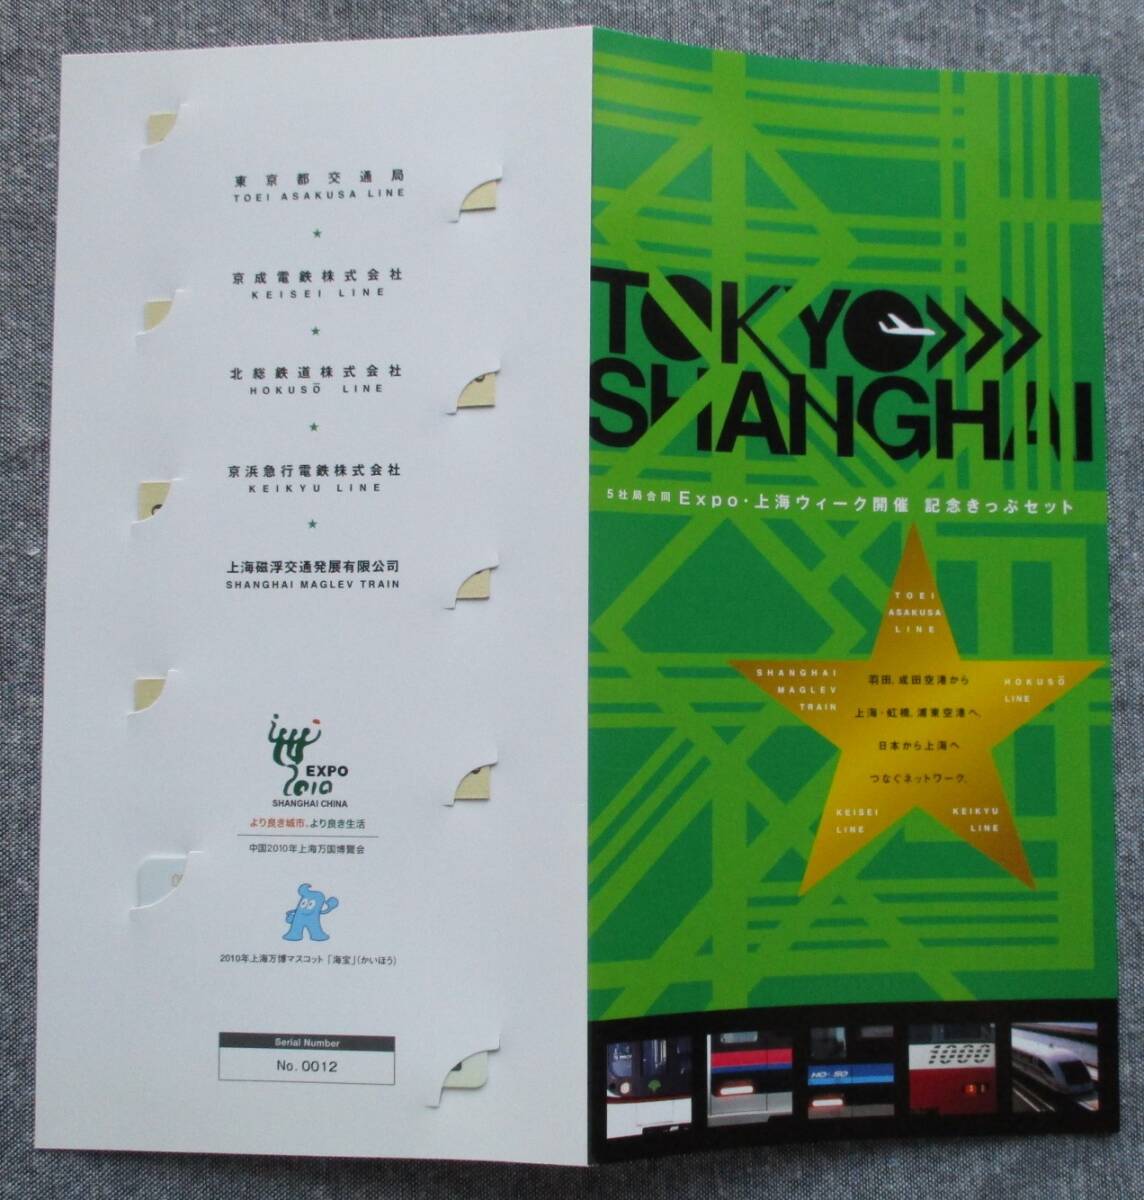 東京都交通局
TOEI ASAKUSA LINE
京成電鉄株式会社
KEISEI LINE
北総鉄道株式会社
HOKUSŌ LINE
京浜急行電鉄株式会社
KEIKYU LINE
上海磁浮交通発展有限公司
SHANGHAI MAGLEV TRAIN
EXPO
2010
SHANGHAI CHINA
より良き城市、より良き生活
中国2010年上海万国博覧会
2010年上海万博マスコット「海宝」(かいほう)
Serial Number
No. 0012
TOKYO>>>
SHANGHAI
5社局合同 Expo・上海ウィーク開催 記念きっぷセット
TOEI
ASAKUSA
LINE
SHANGHAI
MAGLEV
TRAIN
HOKUSŌ
LINE
羽田、成田空港から
上海・虹橋、浦東空港へ。
日本から上海へ
つなぐネットワーク。
KEISEI
LINE
KEIKYU
LINE
HO-SO
1000